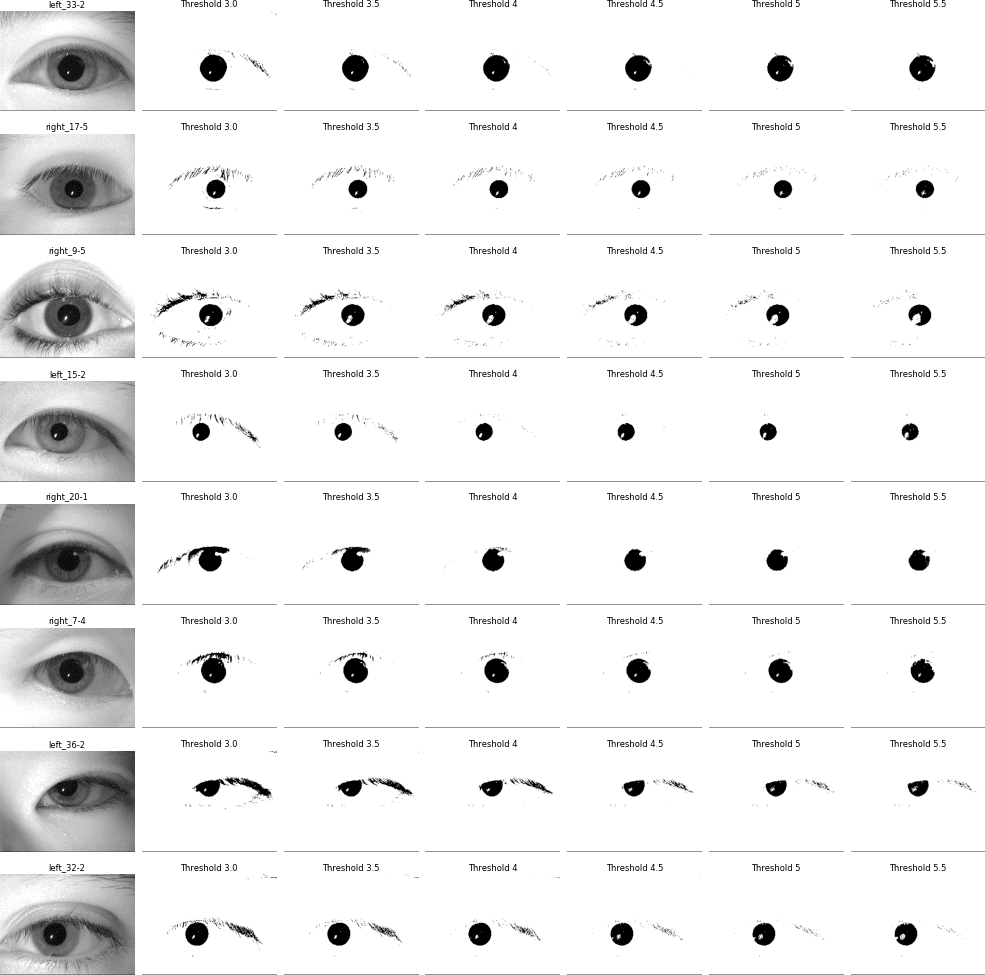 left_33-2 Threshold 3.0 Threshold 3.5 Threshold 4 Threshold 4.5 Threshold 5 Threshold 5.5
right_17-5 Threshold 3.0 Threshold 3.5 Threshold 4 Threshold 4.5 Threshold 5 Threshold 5.5
right_9-5 Threshold 3.0 Threshold 3.5 Threshold 4 Threshold 4.5 Threshold 5 Threshold 5.5
left_15-2 Threshold 3.0 Threshold 3.5 Threshold 4 Threshold 4.5 Threshold 5 Threshold 5.5
right_20-1 Threshold 3.0 Threshold 3.5 Threshold 4 Threshold 4.5 Threshold 5 Threshold 5.5
right_7-4 Threshold 3.0 Threshold 3.5 Threshold 4 Threshold 4.5 Threshold 5 Threshold 5.5
left_36-2 Threshold 3.0 Threshold 3.5 Threshold 4 Threshold 4.5 Threshold 5 Threshold 5.5
left_32-2 Threshold 3.0 Threshold 3.5 Threshold 4 Threshold 4.5 Threshold 5 Threshold 5.5